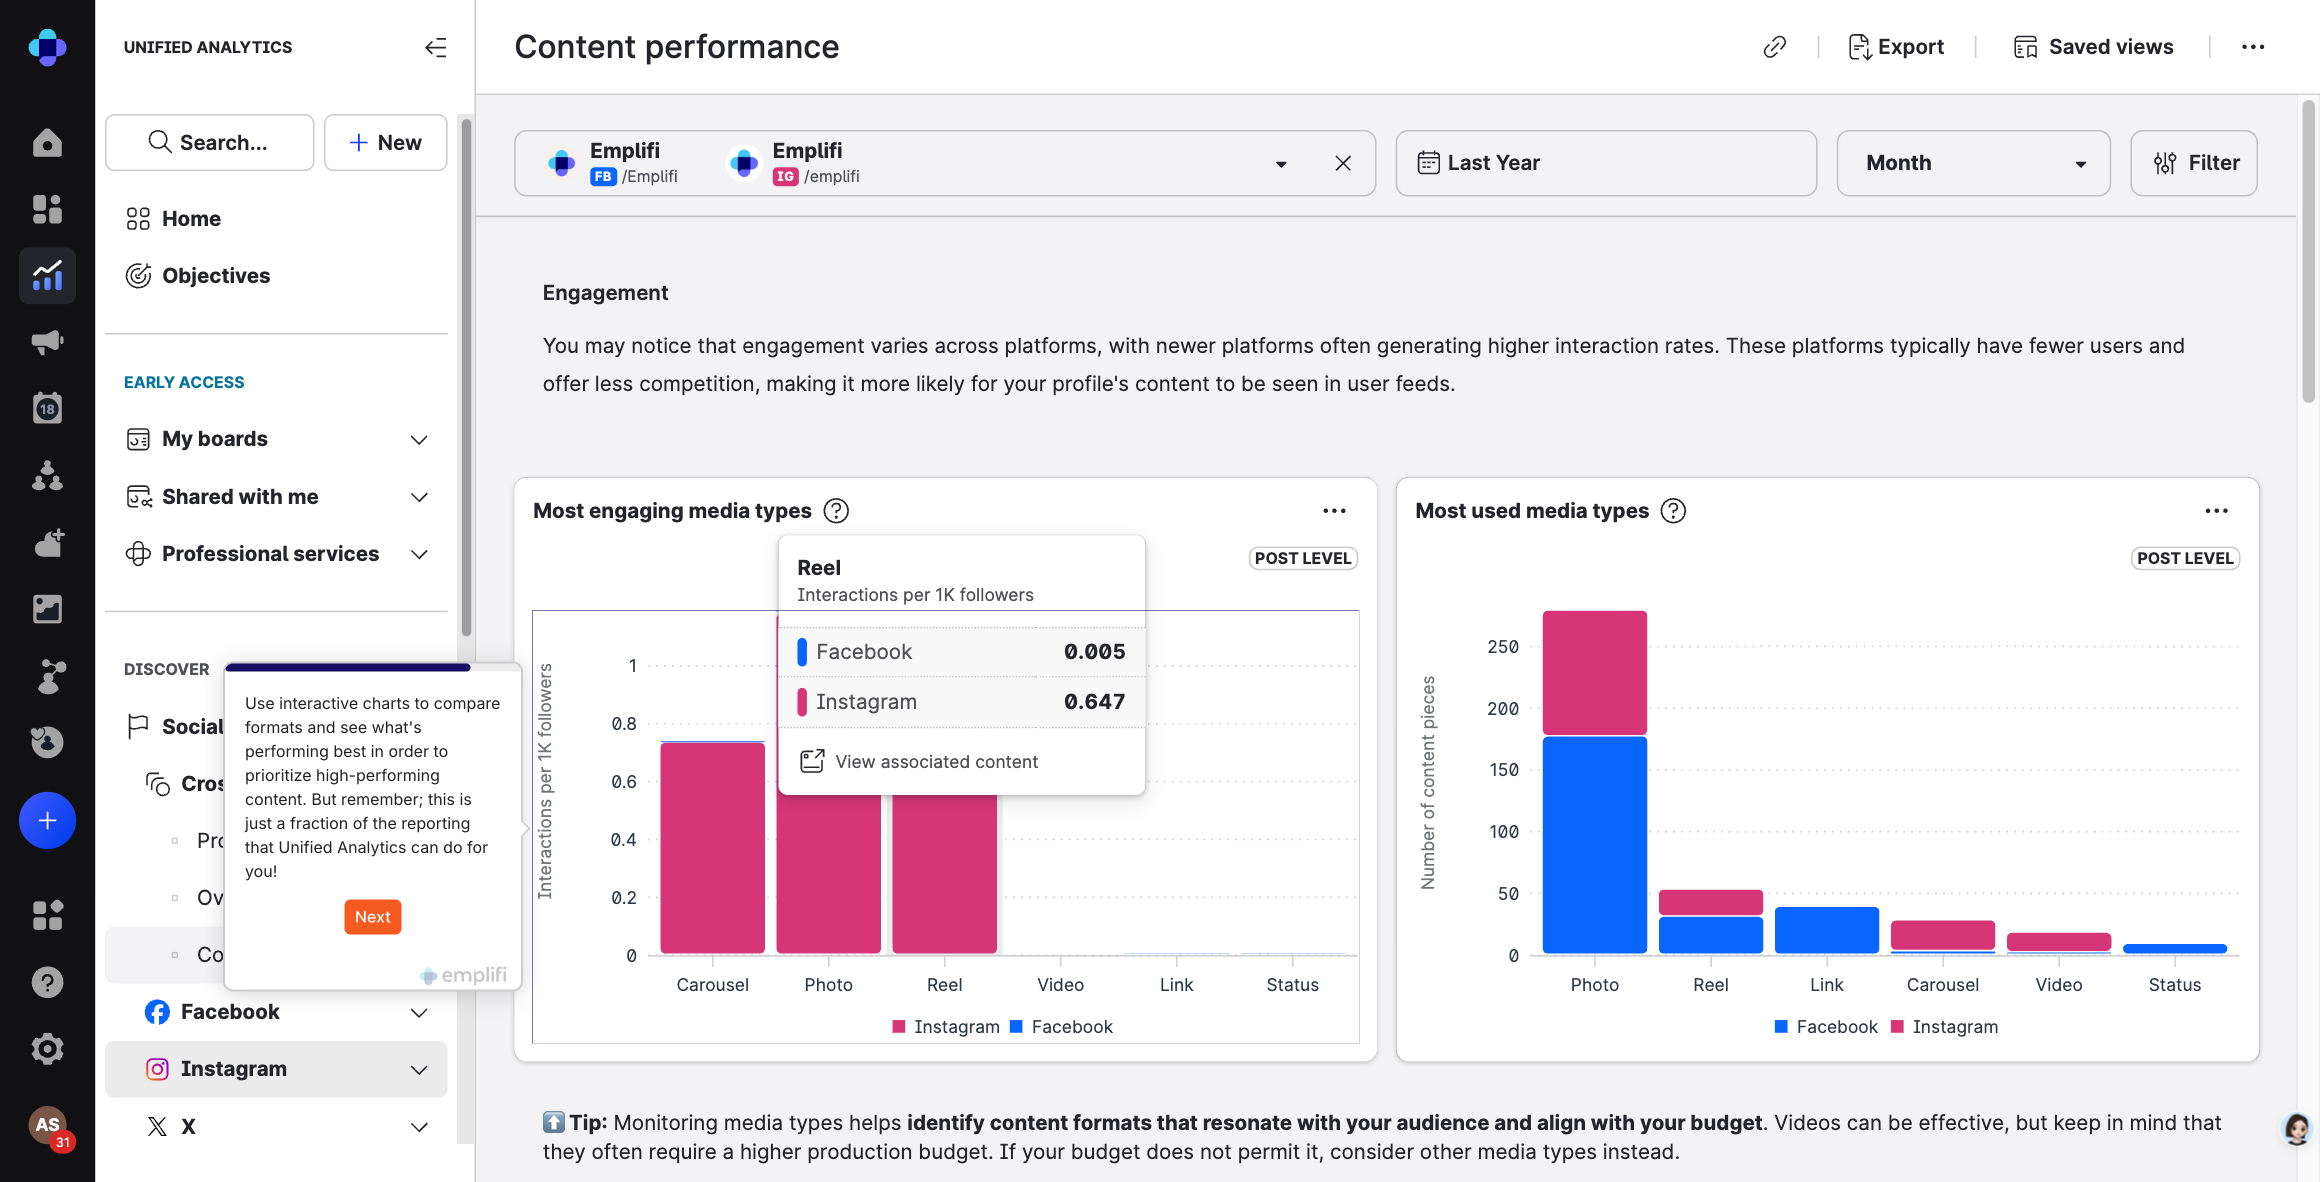 UNIFIED ANALYTICS
Search...
New
Home
Objectives
EARLY ACCESS
My boards
Shared with me
Professional services
DISCOVER
Social
Cros
Pro
Ov
Co
Facebook
Instagram
X
18
AS
31
Use interactive charts to compare
formats and see what's
performing best in order to
prioritize high-performing
content. But remember; this is
just a fraction of the reporting
that Unified Analytics can do for
you!
Next
emplifi
Content performance
Export
Saved views
Emplifi
FB /Emplifi
Emplifi
IG /emplifi
Last Year
Month
Filter
Engagement
You may notice that engagement varies across platforms, with newer platforms often generating higher interaction rates. These platforms typically have fewer users and
offer less competition, making it more likely for your profile's content to be seen in user feeds.
Most engaging media types
POST LEVEL
Reel
Interactions per 1K followers
Facebook 0.005
Instagram 0.647
View associated content
Interactions per 1K followers
1
0.8
0.6
0.4
0.2
0
Carousel Photo Reel Video Link Status
Instagram Facebook
Most used media types
POST LEVEL
Number of content pieces
250
200
150
100
50
0
Photo Reel Link Carousel Video Status
Facebook Instagram
Tip: Monitoring media types helps identify content formats that resonate with your audience and align with your budget. Videos can be effective, but keep in mind that
they often require a higher production budget. If your budget does not permit it, consider other media types instead.